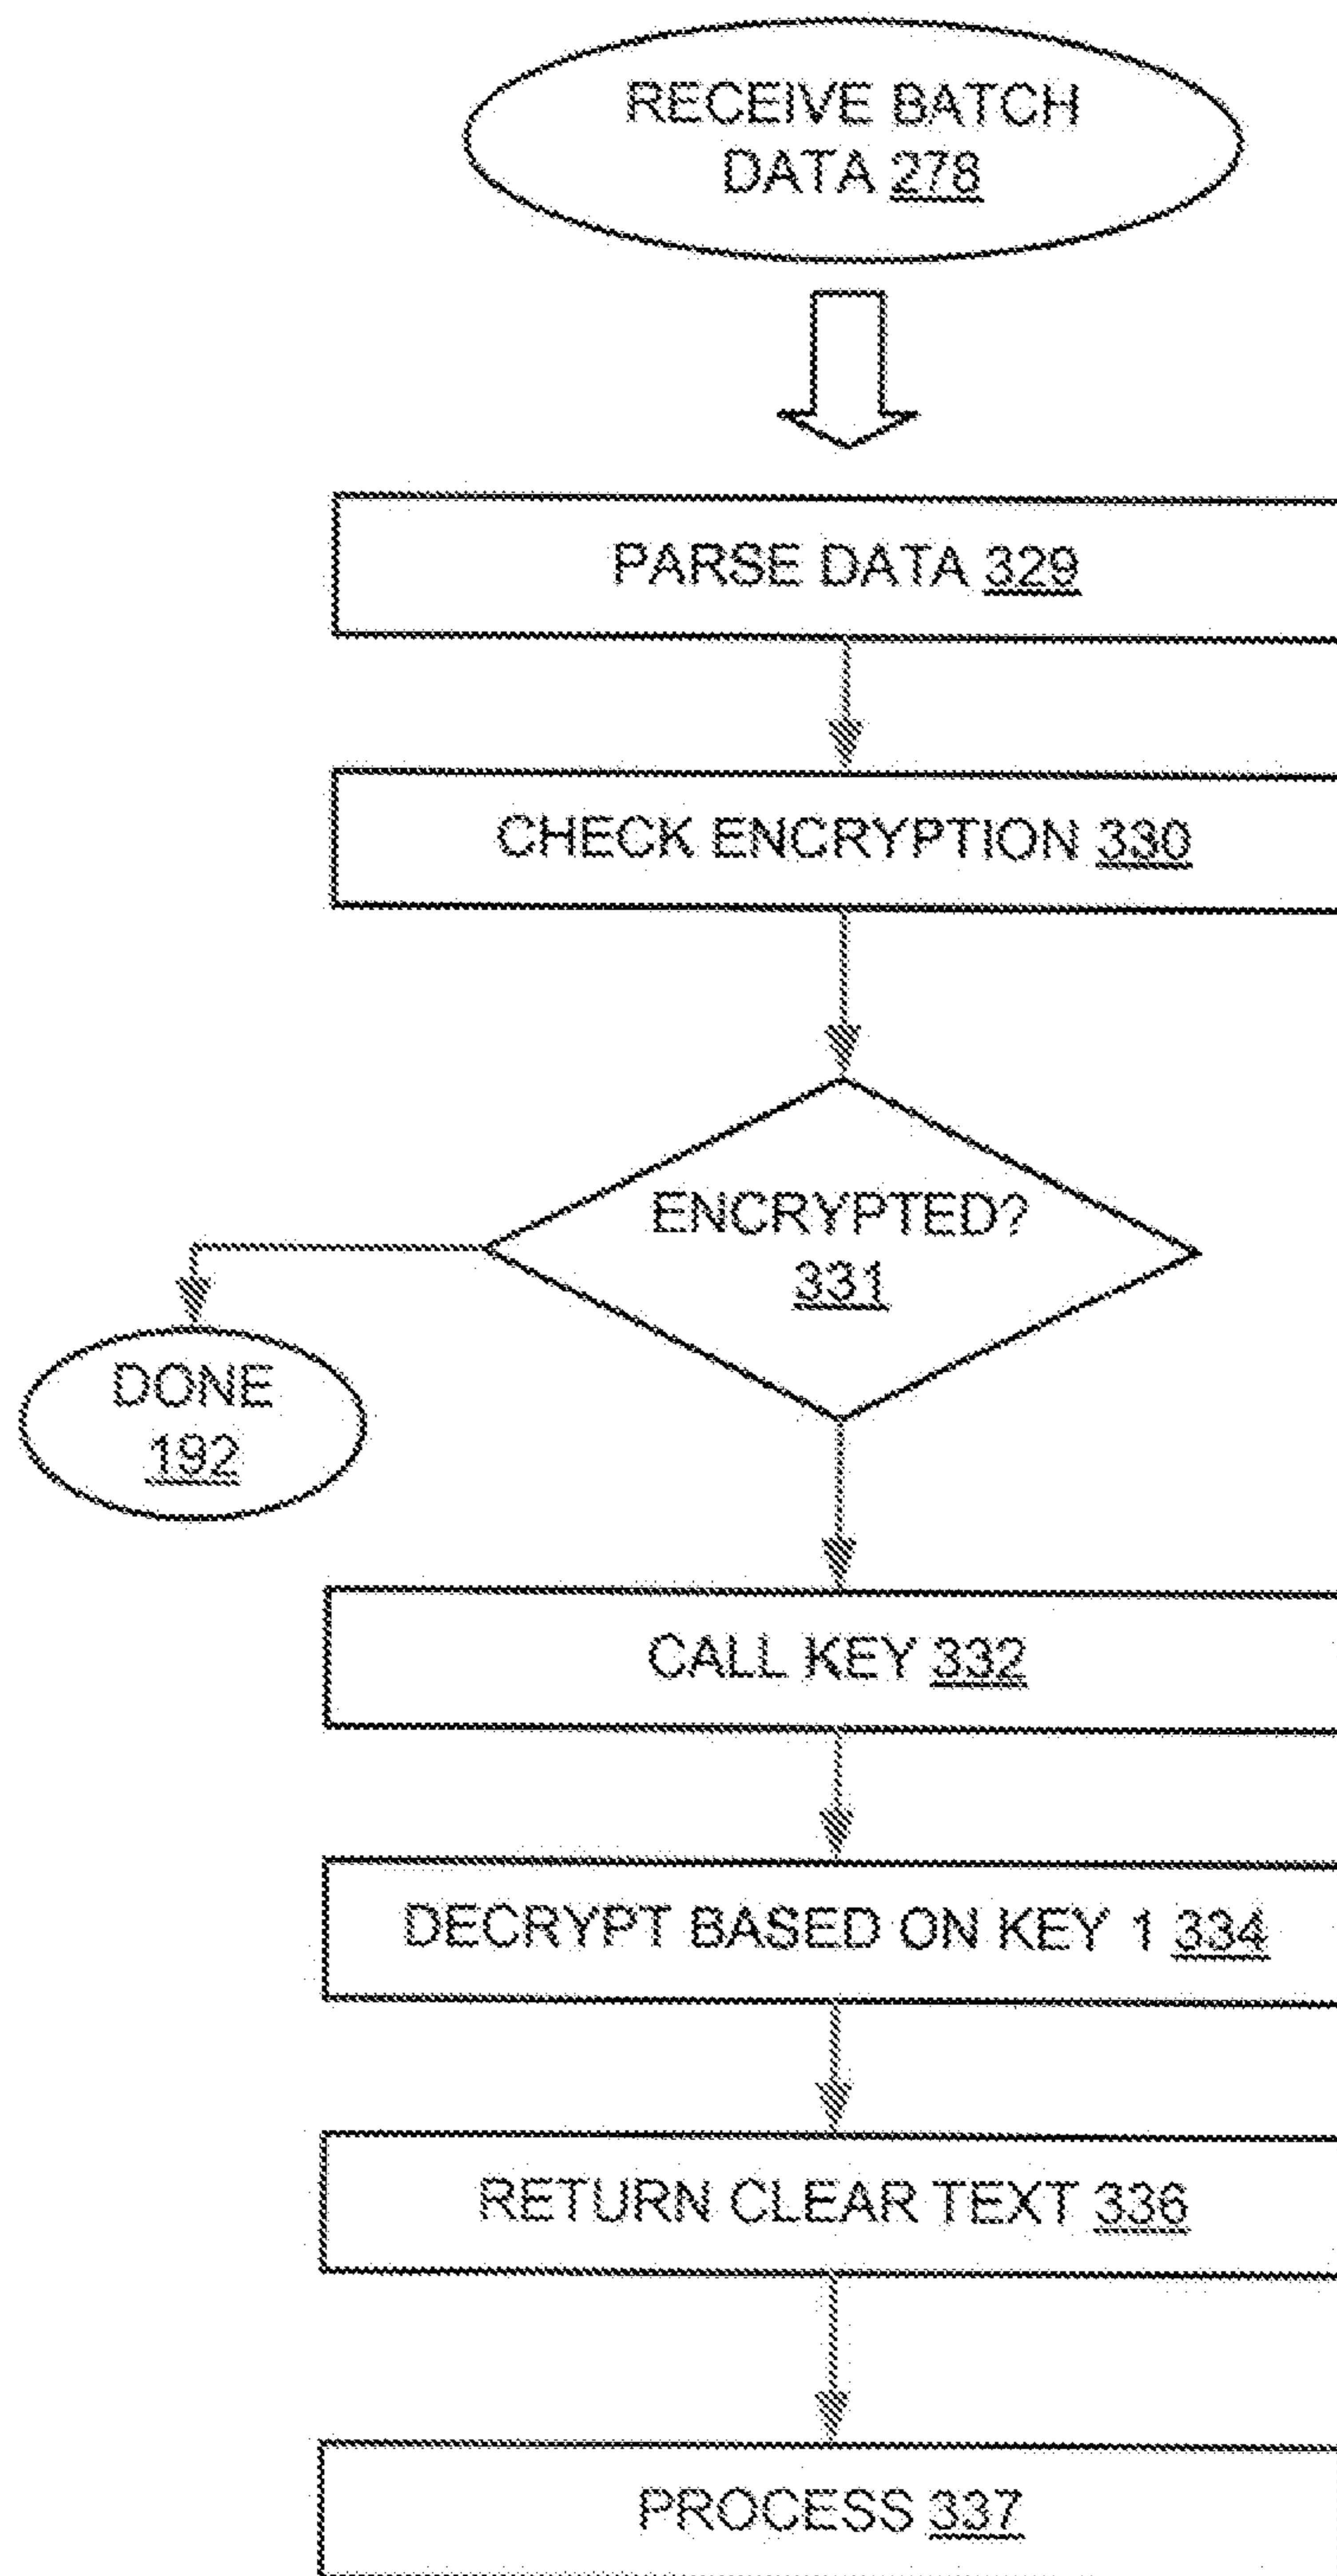 RECEIVE BATCH
DATA 278
PARSE DATA 329
CHECK ENCRYPTION 330
ENCRYPTED?
331
DONE
192
CALL KEY 332
DECRYPT BASED ON KEY 1 334
RETURN CLEAR TEXT 336
PROCESS 337